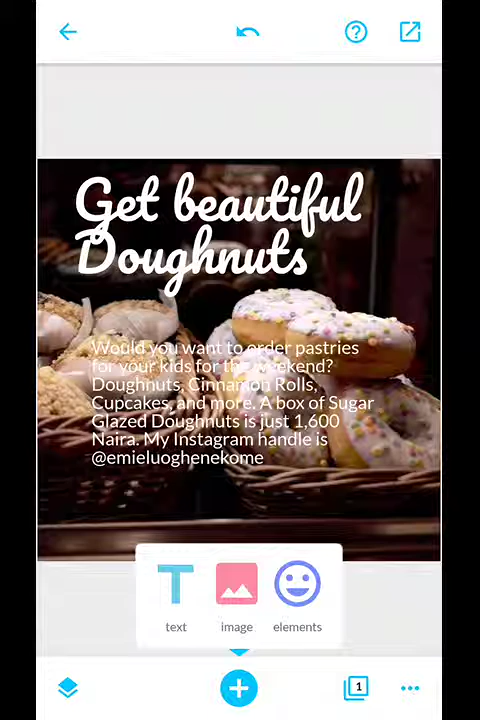 Get beautiful
Doughnuts
Would you want to order pastries
for your kids for the weekend?
Doughnuts, Cinnamon Rolls,
Cupcakes, and more. A box of Sugar
Glazed Doughnuts is just 1,600
Naira. My Instagram handle is
@emieluoghenekome
T
text image elements
1